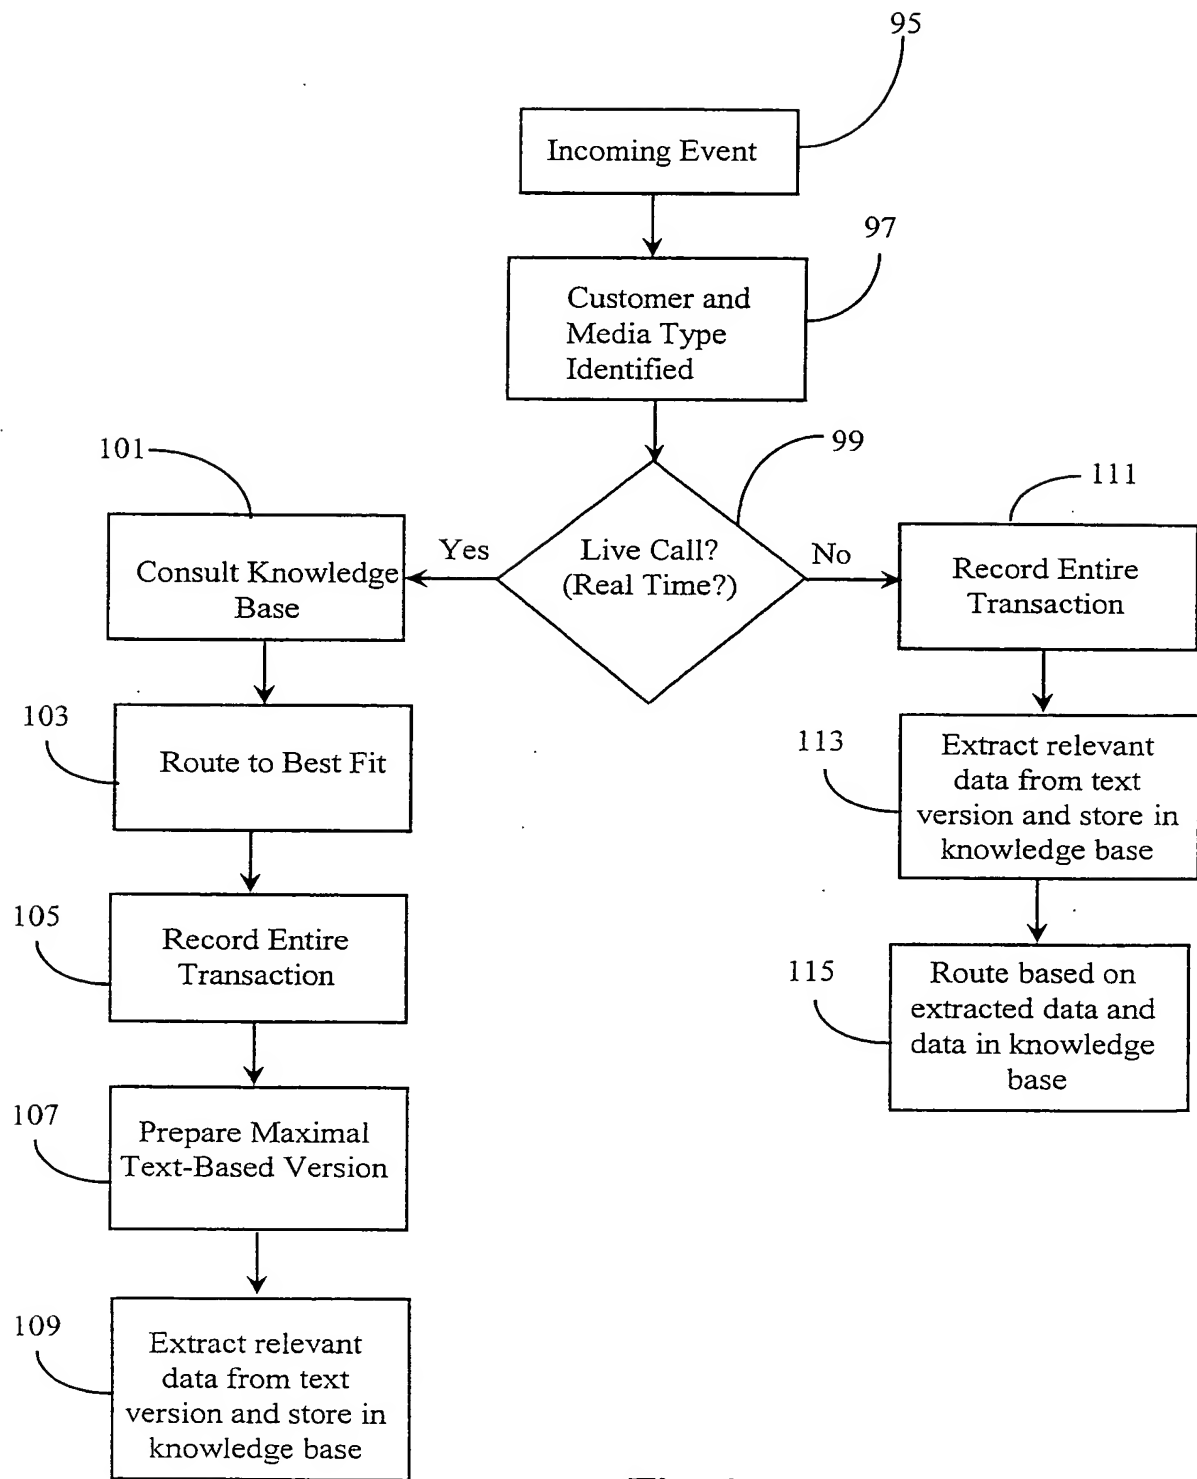 95
Incoming Event
97
Customer and
Media Type
Identified
99
Live Call?
(Real Time?)
Yes
No
101
Consult Knowledge
Base
103
Route to Best Fit
105
Record Entire
Transaction
107
Prepare Maximal
Text-Based Version
109
Extract relevant
data from text
version and store in
knowledge base
111
Record Entire
Transaction
113
Extract relevant
data from text
version and store in
knowledge base
115
Route based on
extracted data and
data in knowledge
base